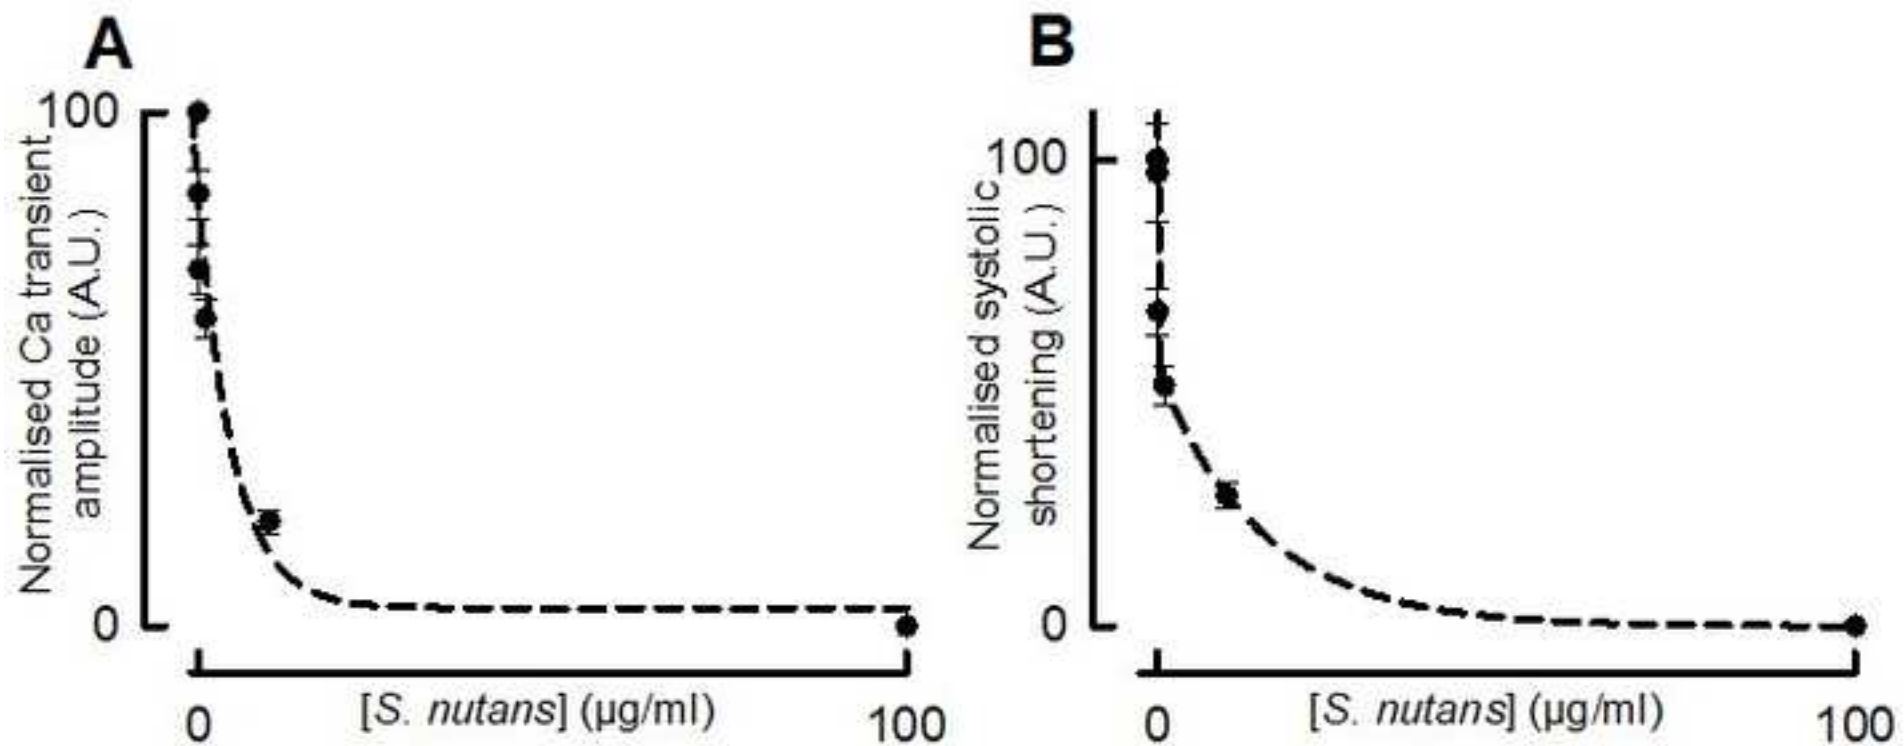 A
Normalised Ca transient
amplitude (A.U.)
100
0
0
[S. nutans] (µg/ml)
100
B
Normalised systolic
shortening (A.U.)
100
0
0
[S. nutans] (µg/ml)
100